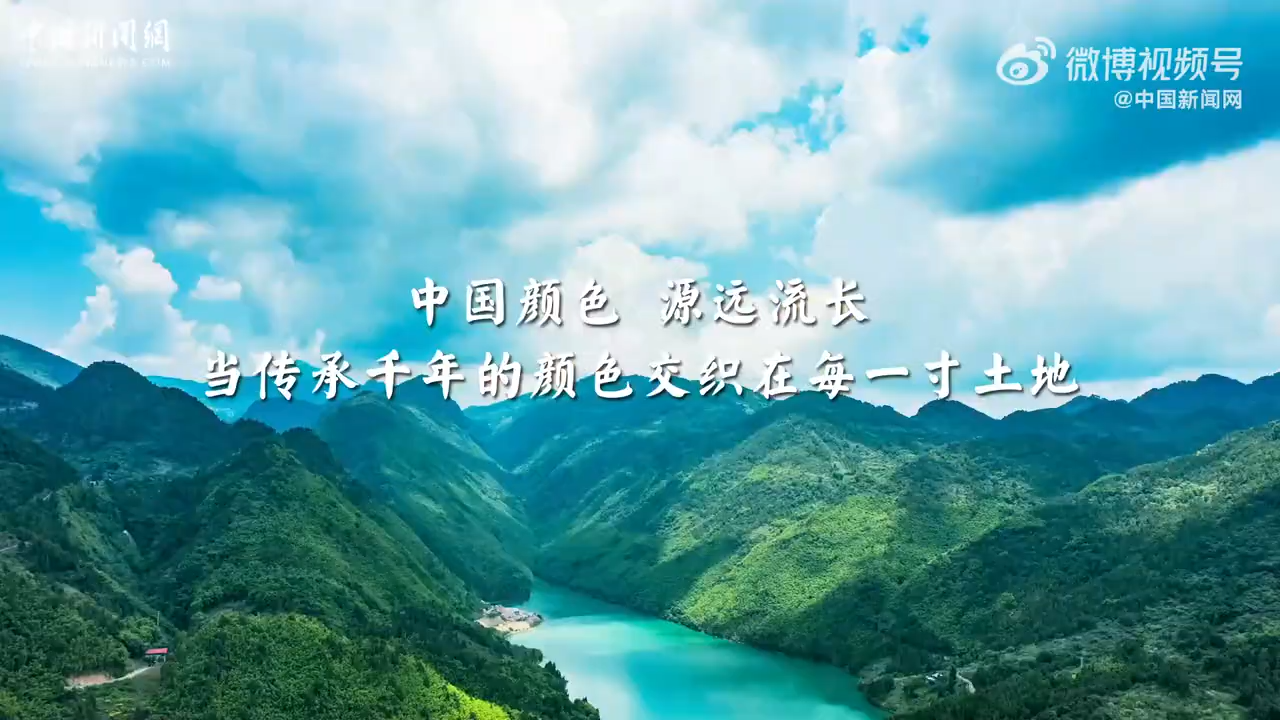 中国新闻网
微博视频号
@中国新闻网
中国颜色 源远流长
当传承千年的颜色交织在每一寸土地